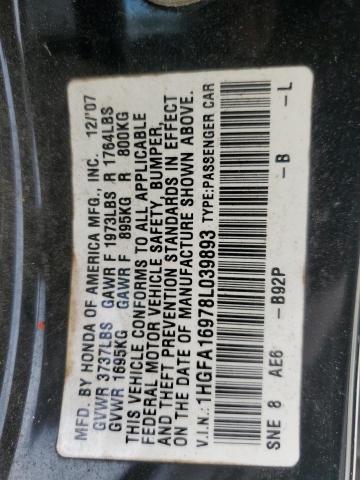 MFD. BY HONDA OF AMERICA MFG., INC. 12/'07
GVWR 3737LBS GAWR F 1973LBS R 1764LBS
GVWR 1695KG GAWR F 895KG R 800KG
THIS VEHICLE CONFORMS TO ALL APPLICABLE
FEDERAL MOTOR VEHICLE SAFETY, BUMPER,
AND THEFT PREVENTION STANDARDS IN EFFECT
ON THE DATE OF MANUFACTURE SHOWN ABOVE.
V.I.N.: 1HGFA16978L039893 TYPE:PASSENGER CAR
SNE 8 AE6 -B92P -B -L